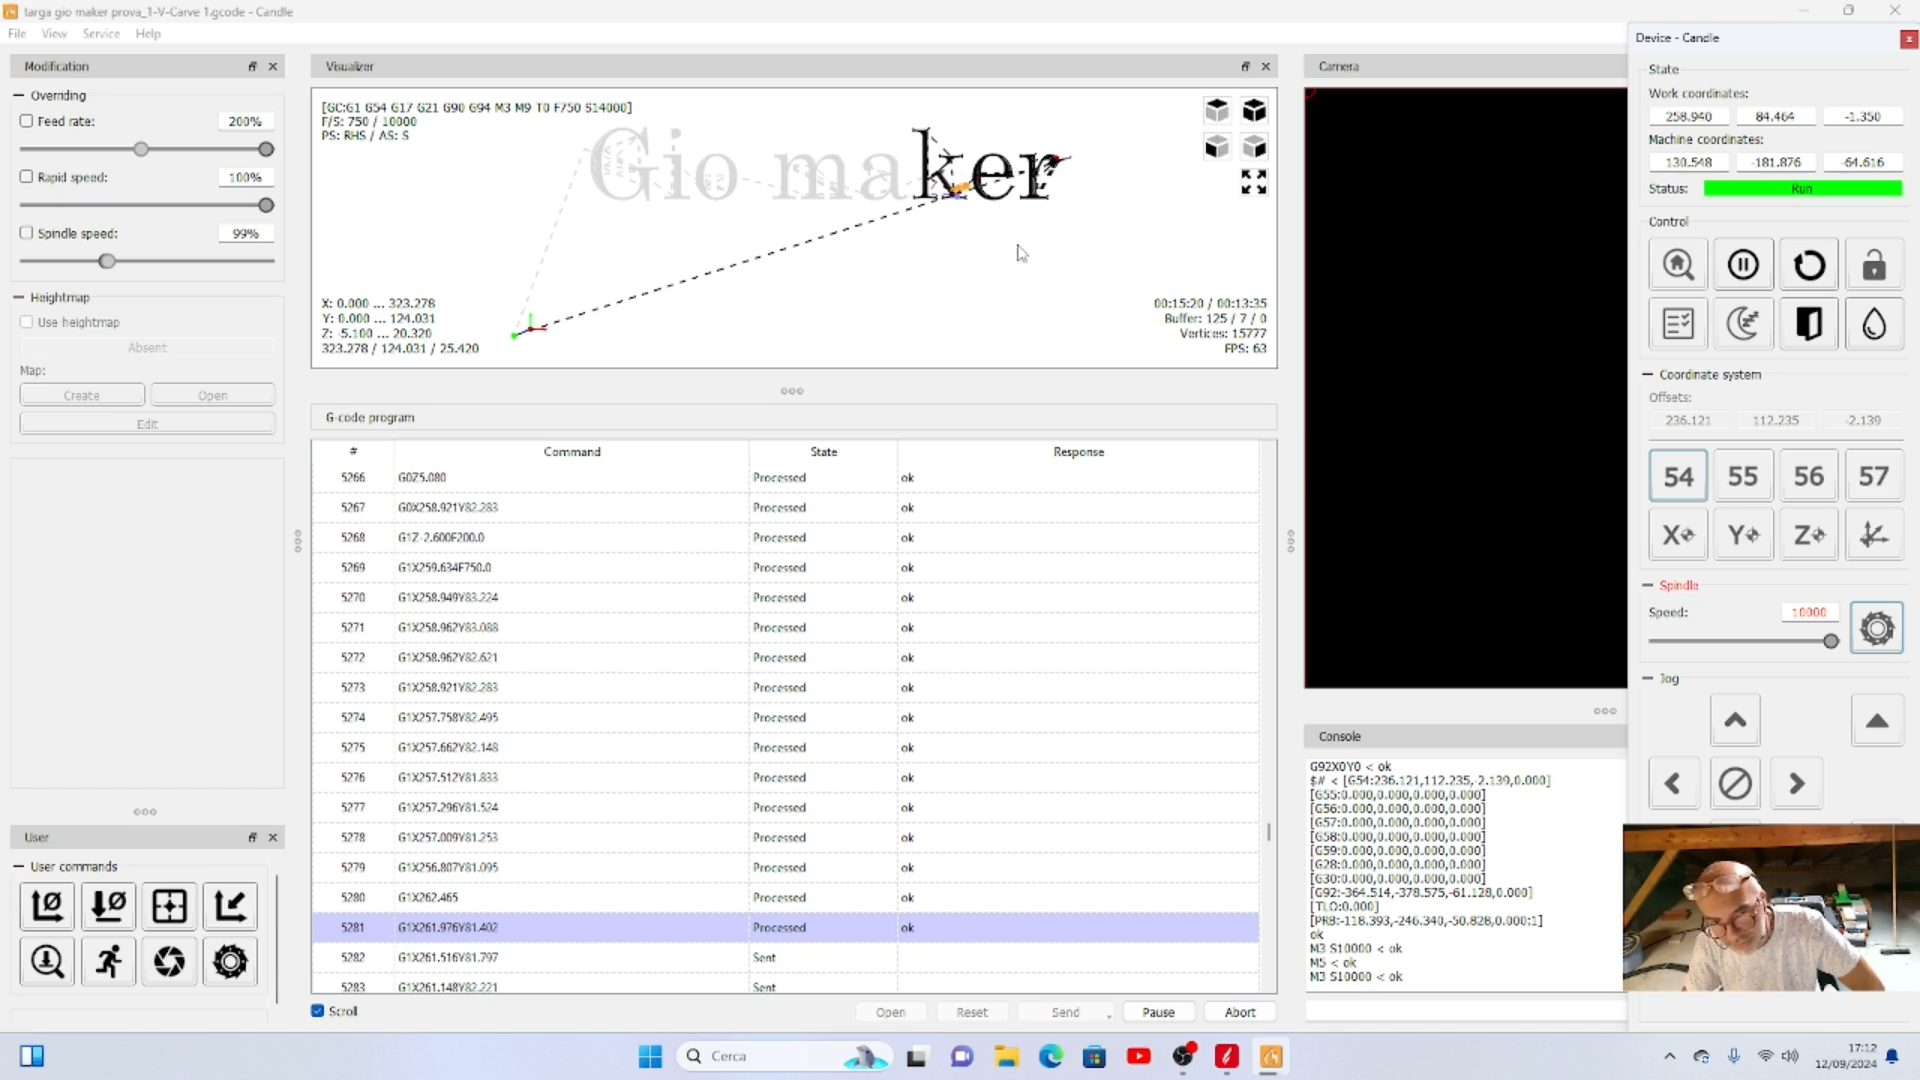 targa gio maker prova_1-V-Carve 1.gcode - Candle
File View Service Help
Modification
Overriding
Feed rate: 200%
Rapid speed: 100%
Spindle speed: 99%
Heightmap
Use heightmap
Absent
Map:
Create Open
Edit
User
User commands
Visualizer
[GC:G1 G54 G17 G21 G90 G94 M3 M9 T0 F750 S14000]
F/S: 750 / 10000
PS: RHS / AS: S
Gio maker
X: 0.000 ... 323.278
Y: 0.000 ... 124.031
Z: -5.100 ... 20.320
323.278 / 124.031 / 25.420
00:15:20 / 00:13:35
Buffer: 125 / 7 / 0
Vertices: 15777
FPS: 63
G-code program
# Command State Response
5266 G0Z5.080 Processed ok
5267 G0X258.921Y82.283 Processed ok
5268 G1Z-2.600F200.0 Processed ok
5269 G1X259.634F750.0 Processed ok
5270 G1X258.949Y83.224 Processed ok
5271 G1X258.962Y83.088 Processed ok
5272 G1X258.962Y82.621 Processed ok
5273 G1X258.921Y82.283 Processed ok
5274 G1X257.758Y82.495 Processed ok
5275 G1X257.662Y82.148 Processed ok
5276 G1X257.512Y81.833 Processed ok
5277 G1X257.296Y81.524 Processed ok
5278 G1X257.009Y81.253 Processed ok
5279 G1X256.807Y81.095 Processed ok
5280 G1X262.465 Processed ok
5281 G1X261.976Y81.402 Processed ok
5282 G1X261.516Y81.797 Sent
5283 G1X261.148Y82.221 Sent
Scroll
Open Reset Send Pause Abort
Camera
Console
G92X0Y0 < ok
$# < [G54:236.121,112.235,-2.139,0.000]
[G55:0.000,0.000,0.000,0.000]
[G56:0.000,0.000,0.000,0.000]
[G57:0.000,0.000,0.000,0.000]
[G58:0.000,0.000,0.000,0.000]
[G59:0.000,0.000,0.000,0.000]
[G28:0.000,0.000,0.000,0.000]
[G30:0.000,0.000,0.000,0.000]
[G92:-364.514,-378.575,-61.128,0.000]
[TLO:0.000]
[PRB:-118.393,-246.340,-50.828,0.000:1]
ok
M3 S10000 < ok
M5 < ok
M3 S10000 < ok
Device - Candle
State
Work coordinates:
258.940 84.464 -1.350
Machine coordinates:
130.548 -181.876 -64.616
Status: Run
Control
Coordinate system
Offsets:
236.121 112.235 -2.139
54 55 56 57
X Y Z
Spindle
Speed: 10000
Jog
Cerca
17:12
12/09/2024